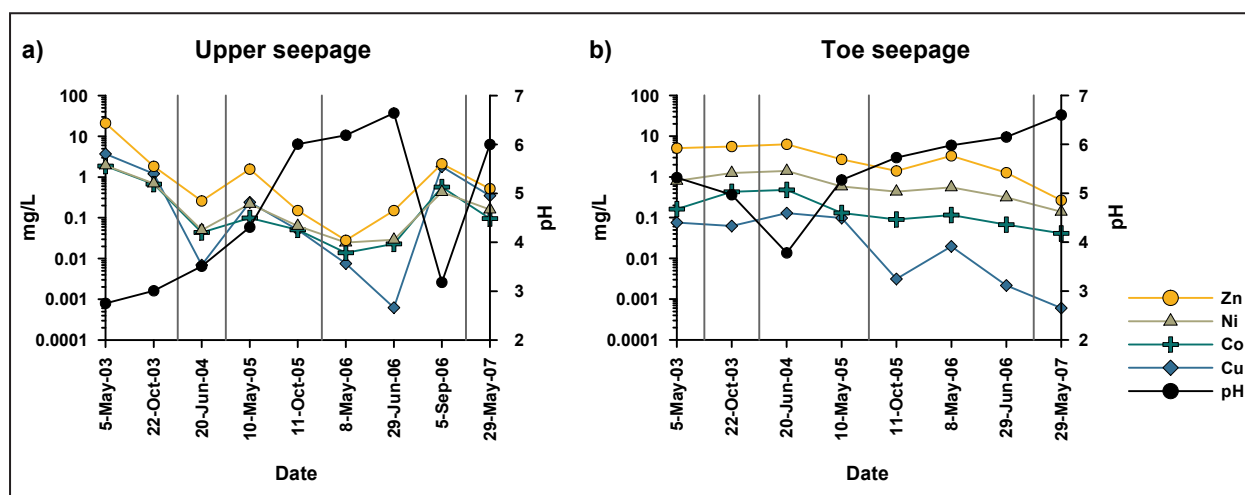 a) Upper seepage
100
10
1
0.1
0.01
0.001
0.0001
mg/L
7
6
5
4
3
2
pH
5-May-03
22-Oct-03
20-Jun-04
10-May-05
11-Oct-05
8-May-06
29-Jun-06
5-Sep-06
29-May-07
Date
b) Toe seepage
100
10
1
0.1
0.01
0.001
0.0001
mg/L
7
6
5
4
3
2
pH
5-May-03
22-Oct-03
20-Jun-04
10-May-05
11-Oct-05
8-May-06
29-Jun-06
29-May-07
Date
Zn
Ni
Co
Cu
pH